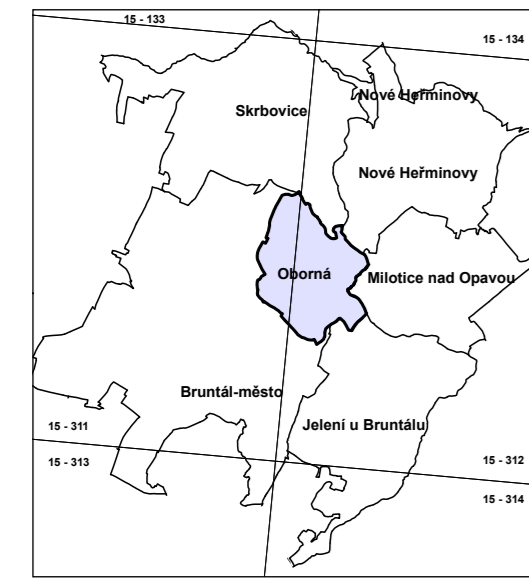 15 - 133
15 - 134
Nové Heřminovy
Skrbovice
Nové Heřminovy
Oborná
Milotice nad Opavou
Bruntál-město
Jelení u Bruntálu
15 - 311
15 - 312
15 - 313
15 - 314